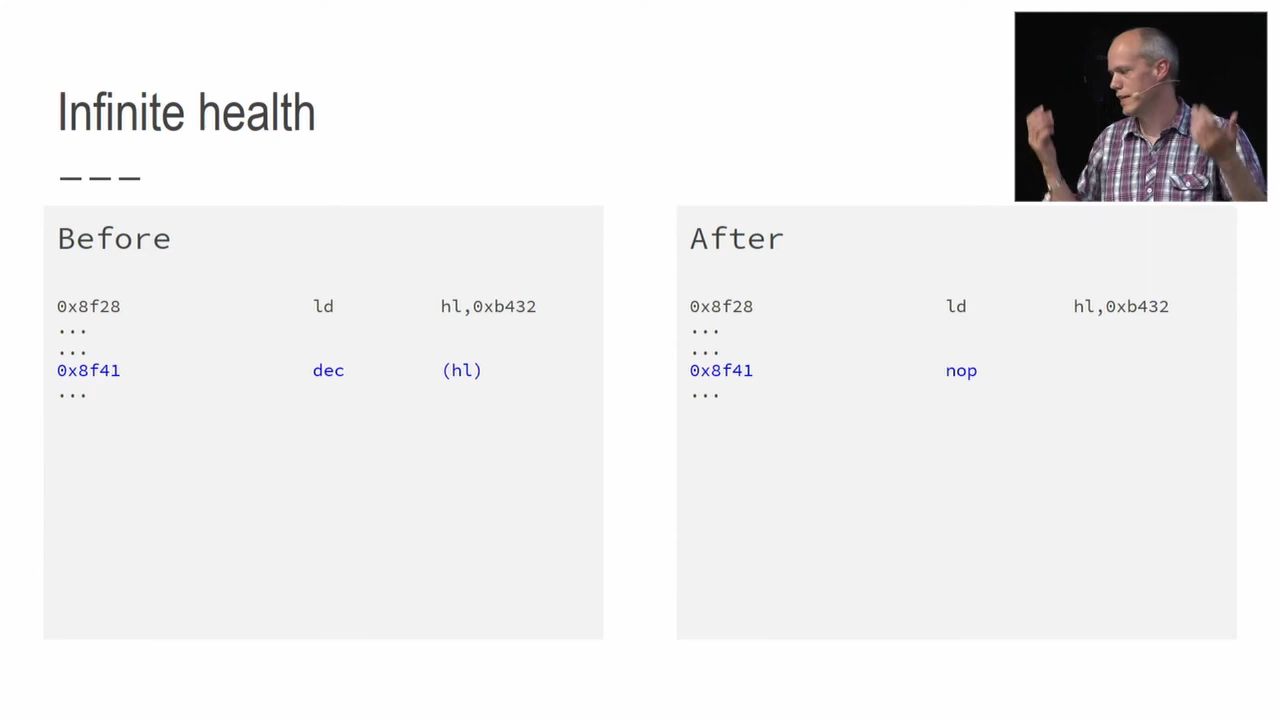 Infinite health
Before
0x8f28 ld hl,0xb432
...
...
0x8f41 dec (hl)
...
After
0x8f28 ld hl,0xb432
...
...
0x8f41 nop
...